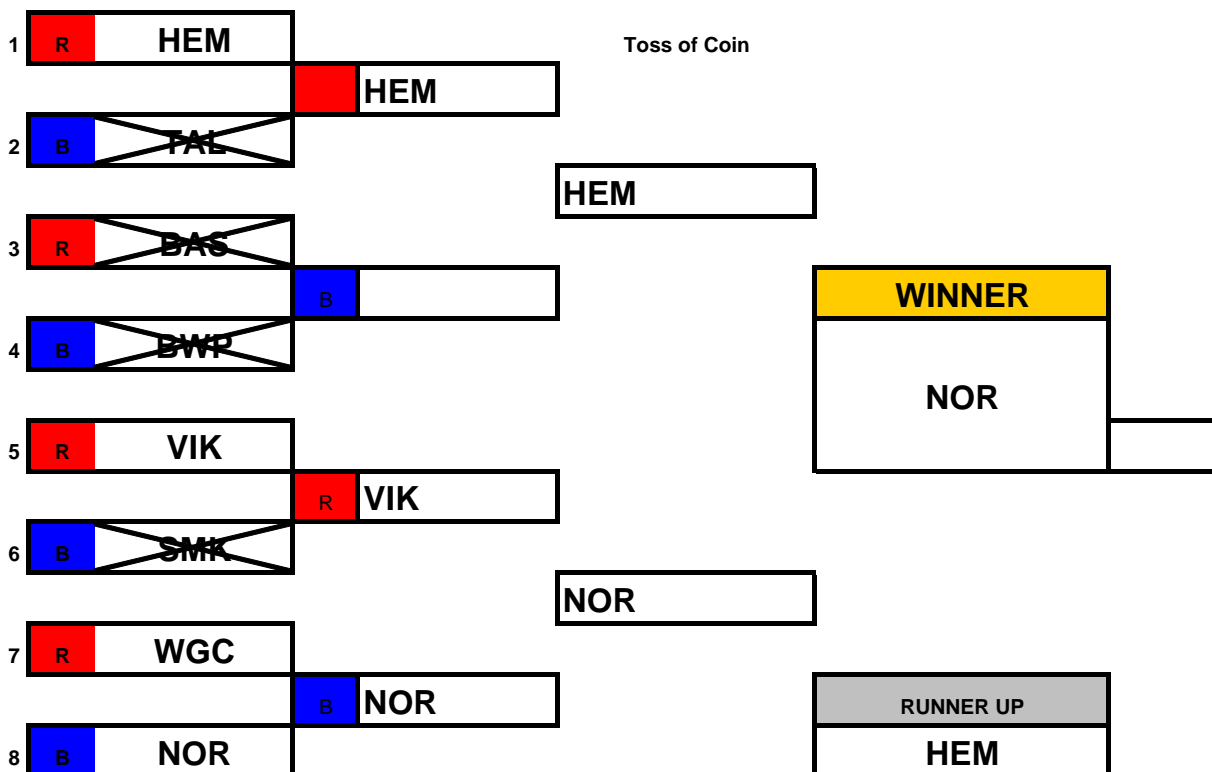 1 R HEM Toss of Coin
HEM
2 B TAL
HEM
3 R BAS
B WINNER
4 B BWP
NOR
5 R VIK
R VIK
6 B SMK
NOR
7 R WGC
B NOR RUNNER UP
8 B NOR HEM